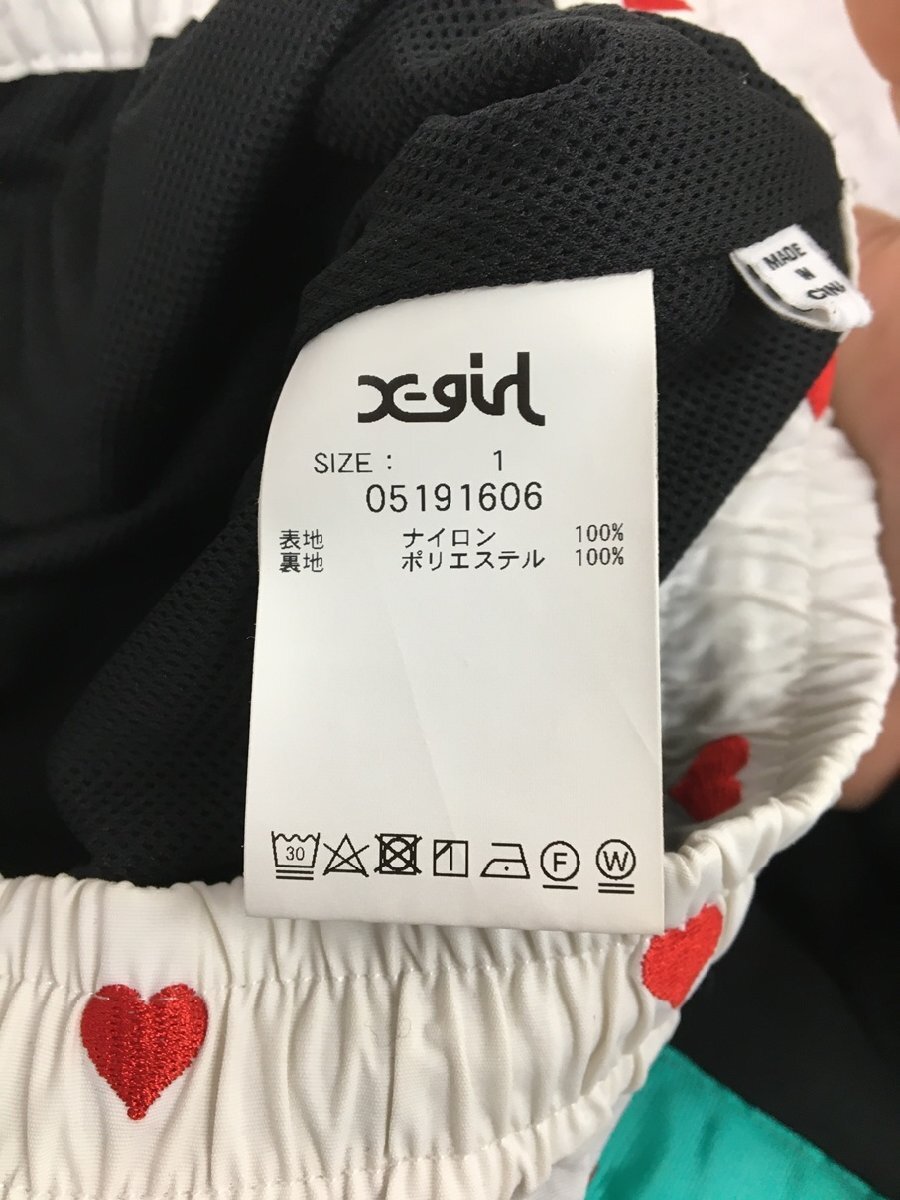 MADE
IN
x-girl
SIZE : 1
05191606
表地 ナイロン 100%
裏地 ポリエステル 100%
30
F
W